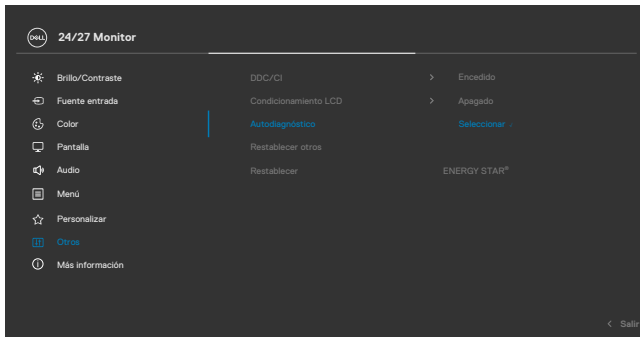 DELL
24/27 Monitor
Brillo/Contraste
DDC/CI
Encedido
Fuente entrada
Condicionamiento LCD
Apagado
Color
Autodiagnóstico
Seleccionar
Pantalla
Restablecer otros
Audio
Restablecer
ENERGY STAR®
Menú
Personalizar
Otros
Más información
Salir